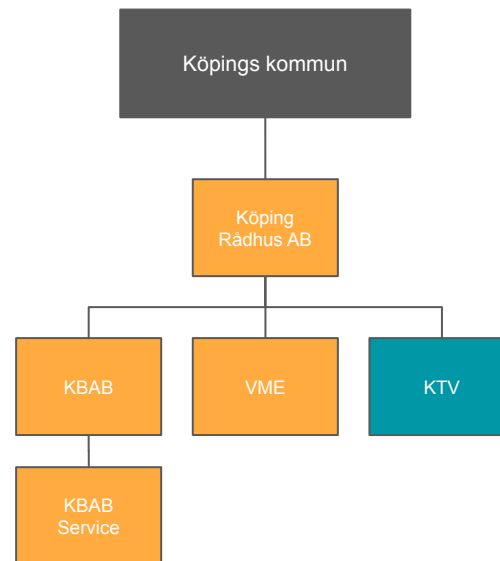 Köpings kommun
Köping
Rådhus AB
KBAB
VME
KTV
KBAB
Service